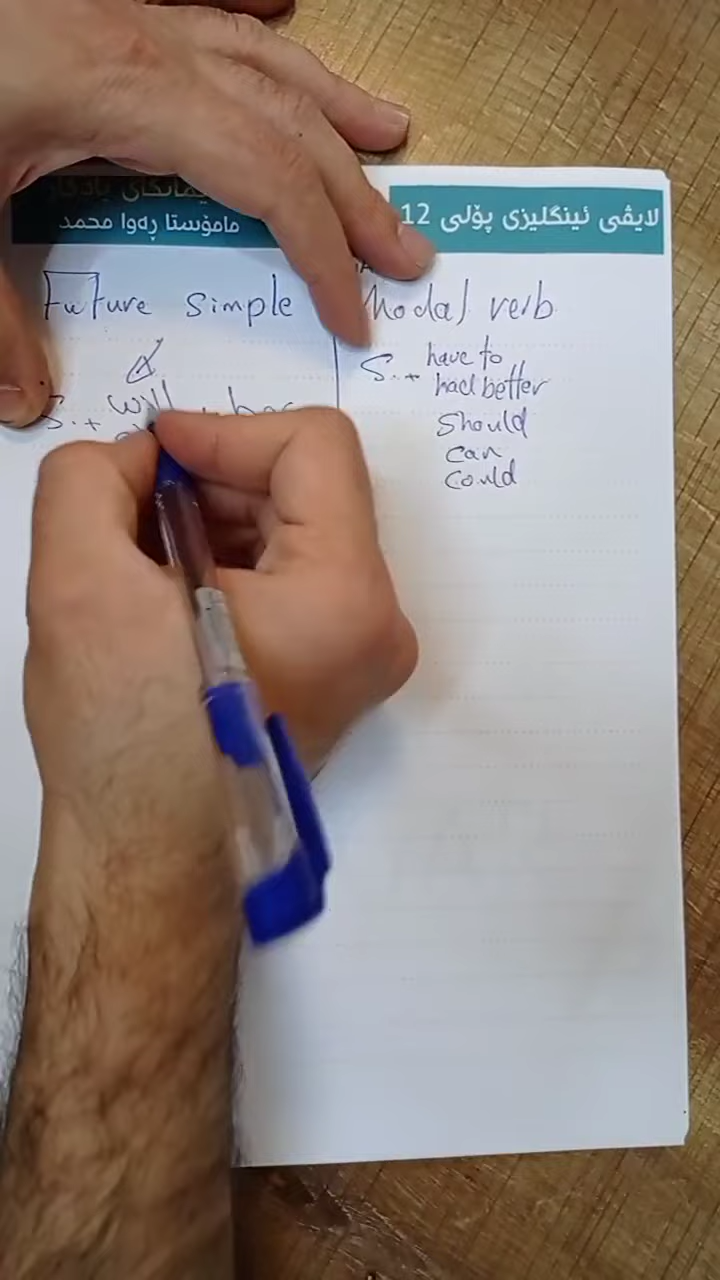 لایڤی ئینگلیزی پۆلی 12
مامۆستا ڕەوا محمد
Future Simple
S. + will
Modal verb
S. + have to
had better
should
can
could